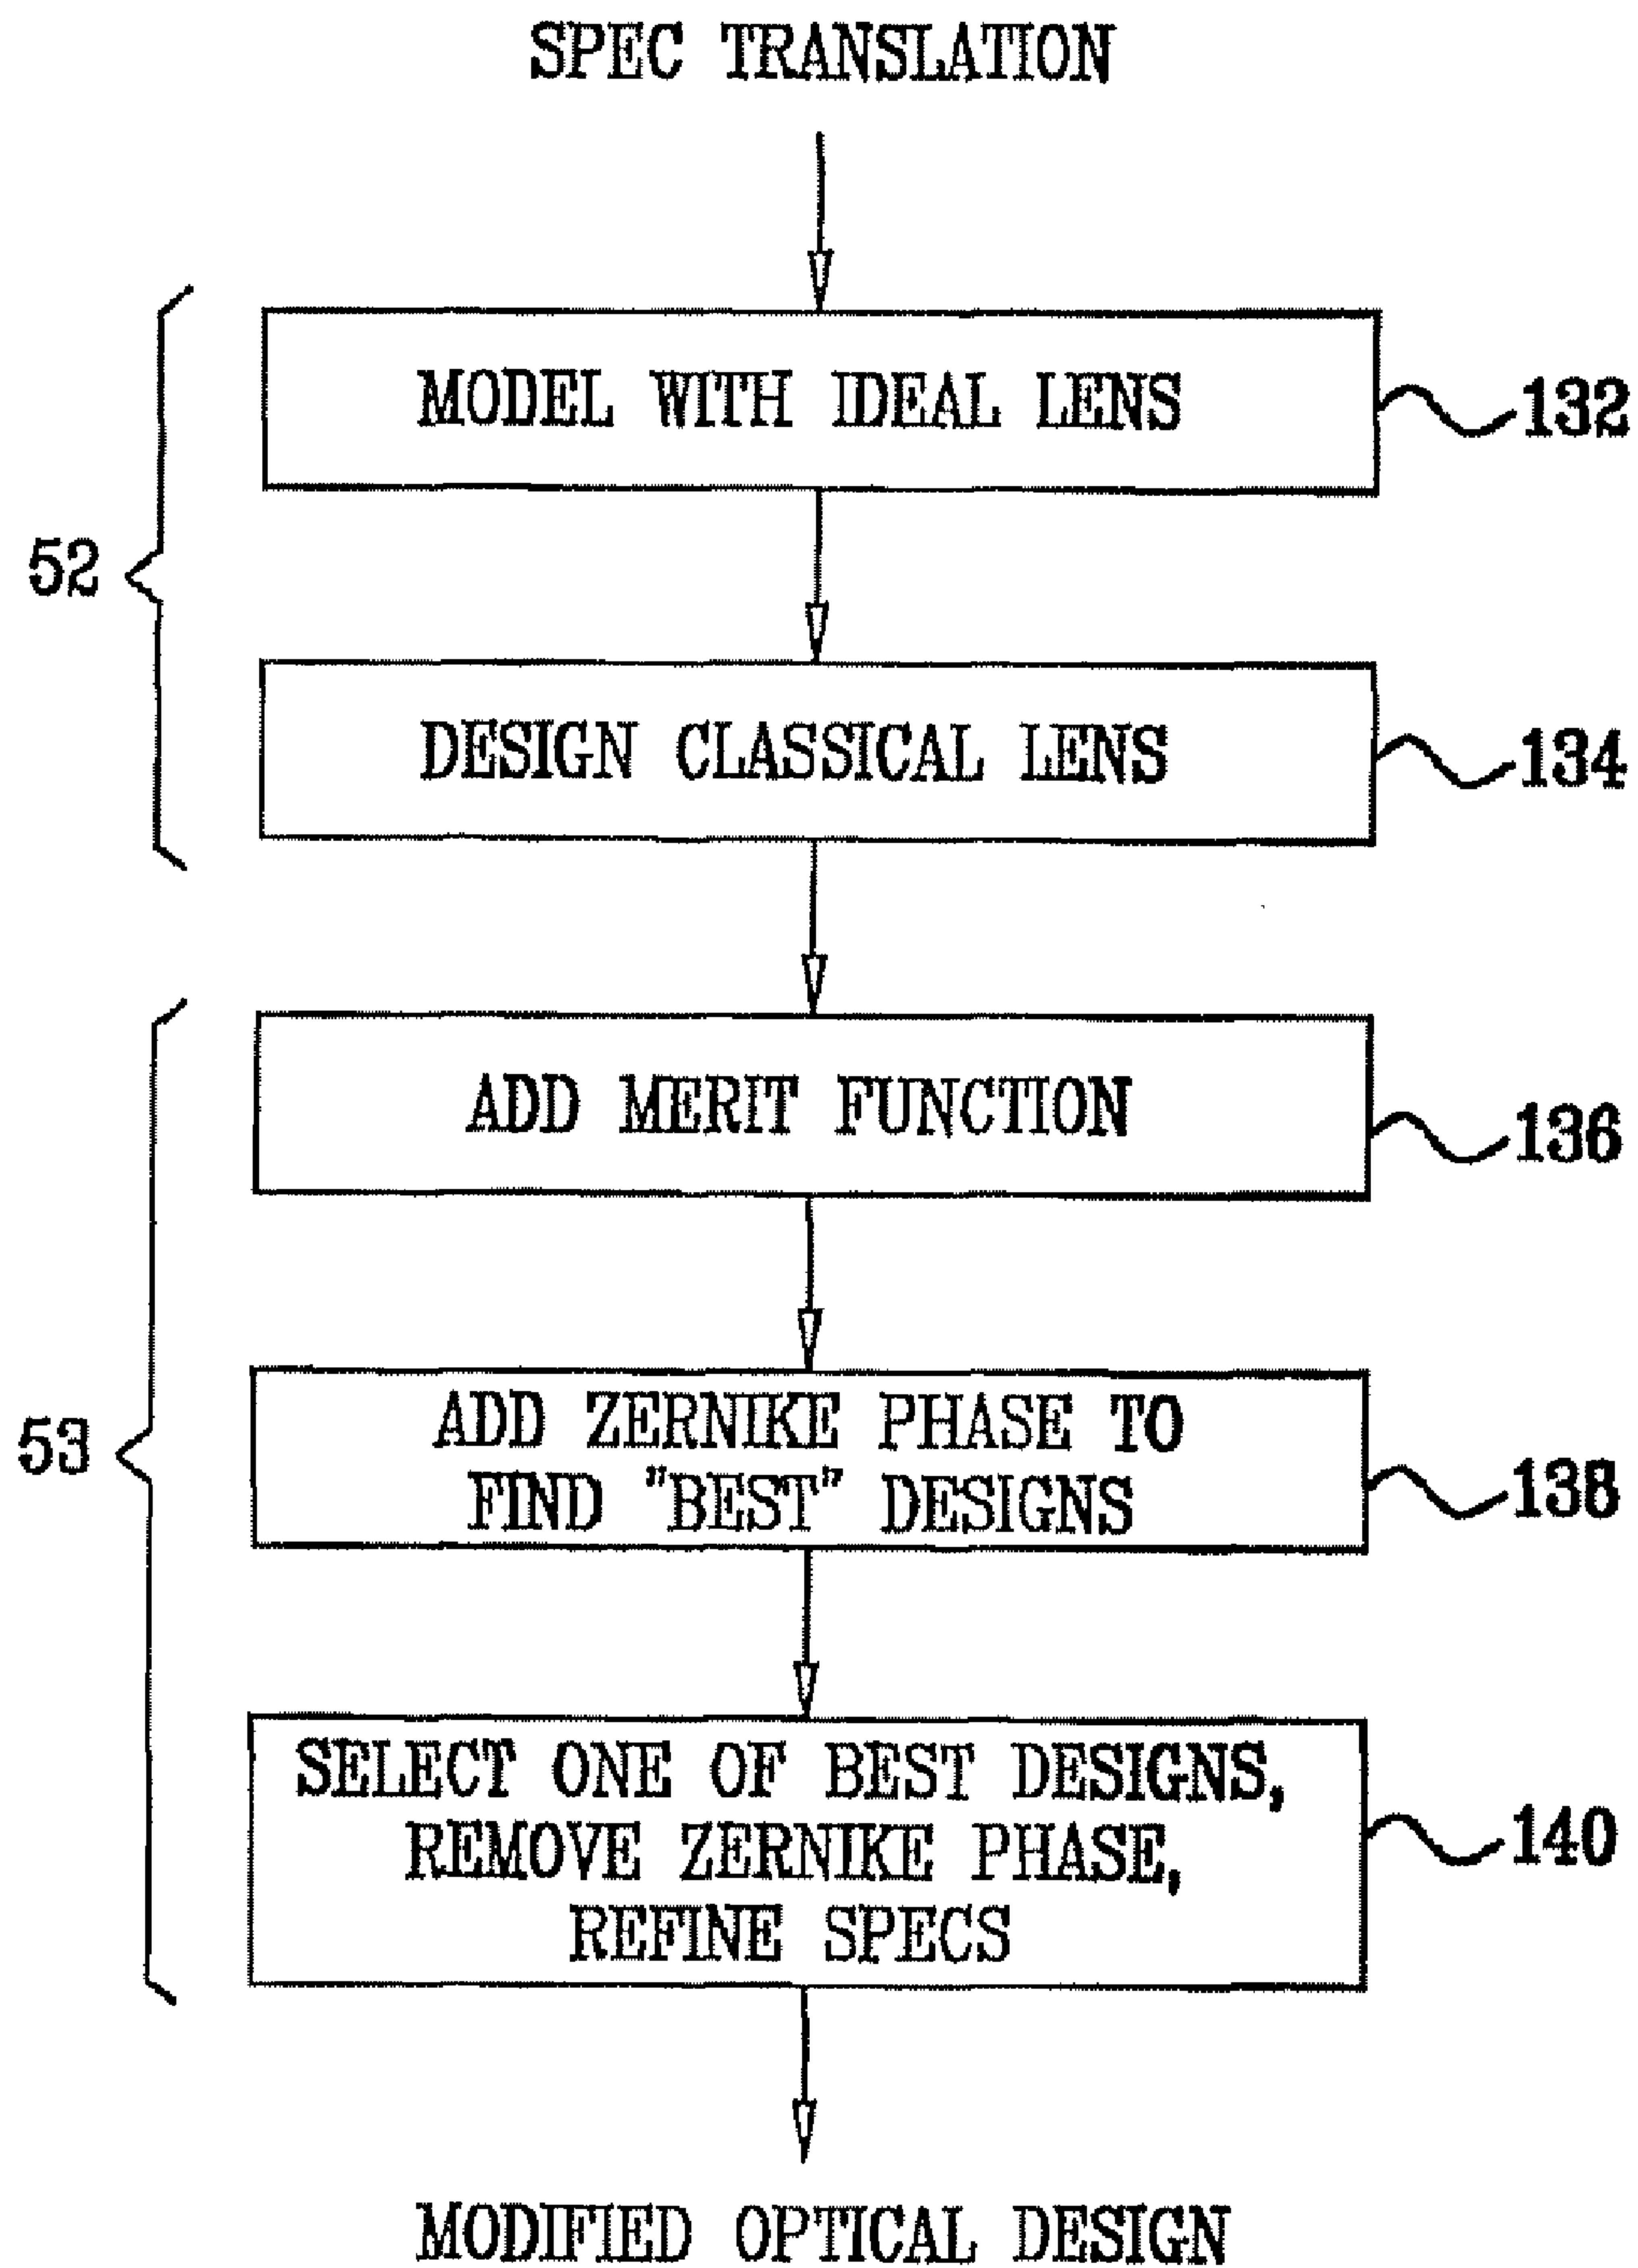 SPEC TRANSLATION
MODEL WITH IDEAL LENS
132
52
DESIGN CLASSICAL LENS
134
ADD MERIT FUNCTION
136
ADD ZERNIKE PHASE TO
FIND "BEST" DESIGNS
138
53
SELECT ONE OF BEST DESIGNS,
REMOVE ZERNIKE PHASE,
REFINE SPECS
140
MODIFIED OPTICAL DESIGN